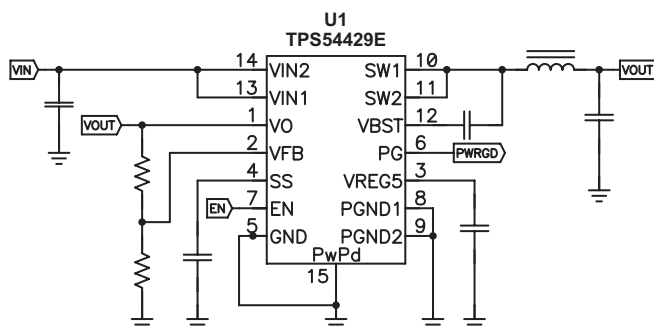 U1
TPS54429E
VIN
14 VIN2 SW1 10
VOUT
13 VIN1 SW2 11
VOUT
1 VO VBST 12
2 VFB PG 6 PWRGD
4 SS VREG5 3
EN
7 EN PGND1 8
5 GND PGND2 9
PwPd
15